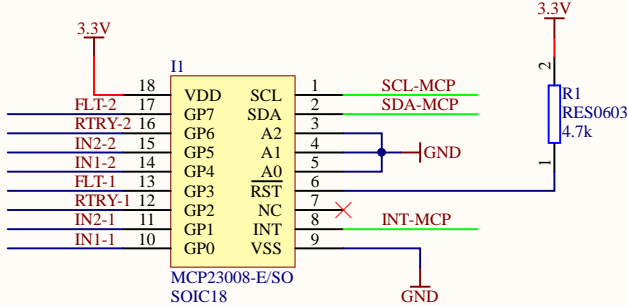 3.3V
3.3V
I1
18 VDD SCL 1 SCL-MCP
FLT-2 17 GP7 SDA 2 SDA-MCP
RTRY-2 16 GP6 A2 3
IN2-2 15 GP5 A1 4 GND
IN1-2 14 GP4 A0 5
FLT-1 13 GP3 RST 6
RTRY-1 12 GP2 NC 7
IN2-1 11 GP1 INT 8 INT-MCP
IN1-1 10 GP0 VSS 9
MCP23008-E/SO
SOIC18
GND
2
R1
RES0603
4.7k
1